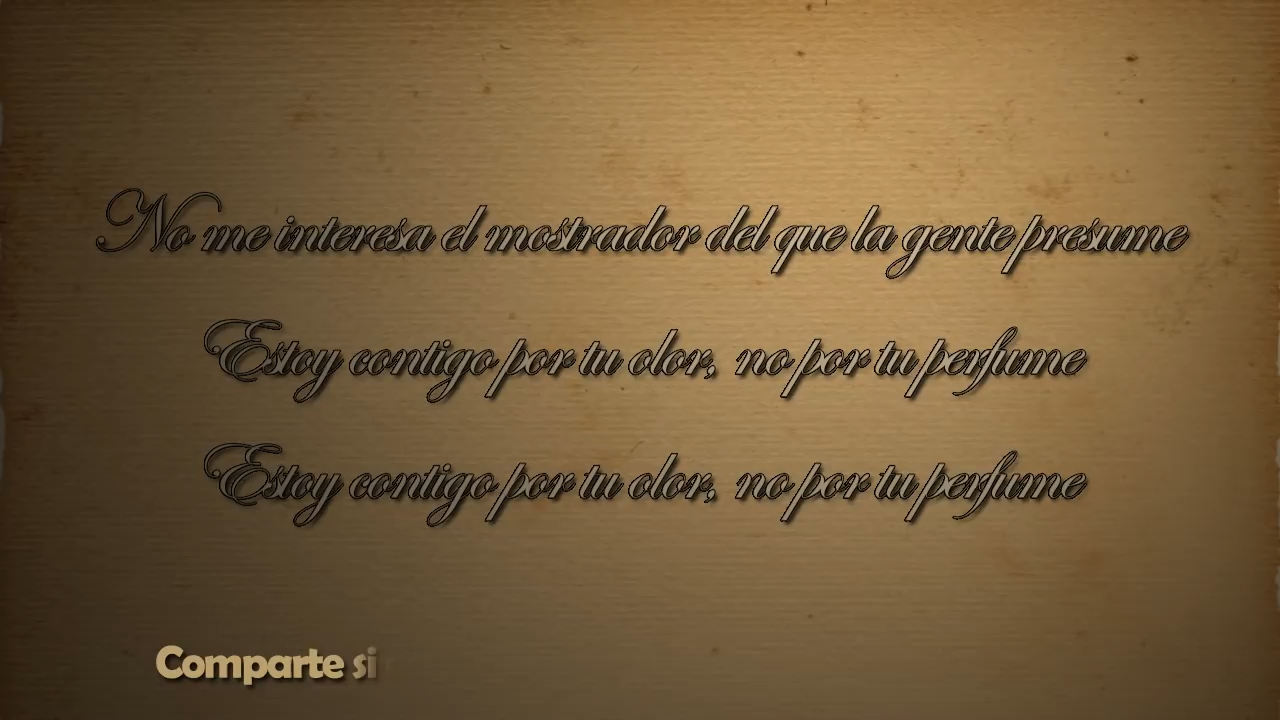 No me interesa el mostrador del que la gente presume
Estoy contigo por tu olor, no por tu perfume
Estoy contigo por tu olor, no por tu perfume
Comparte si